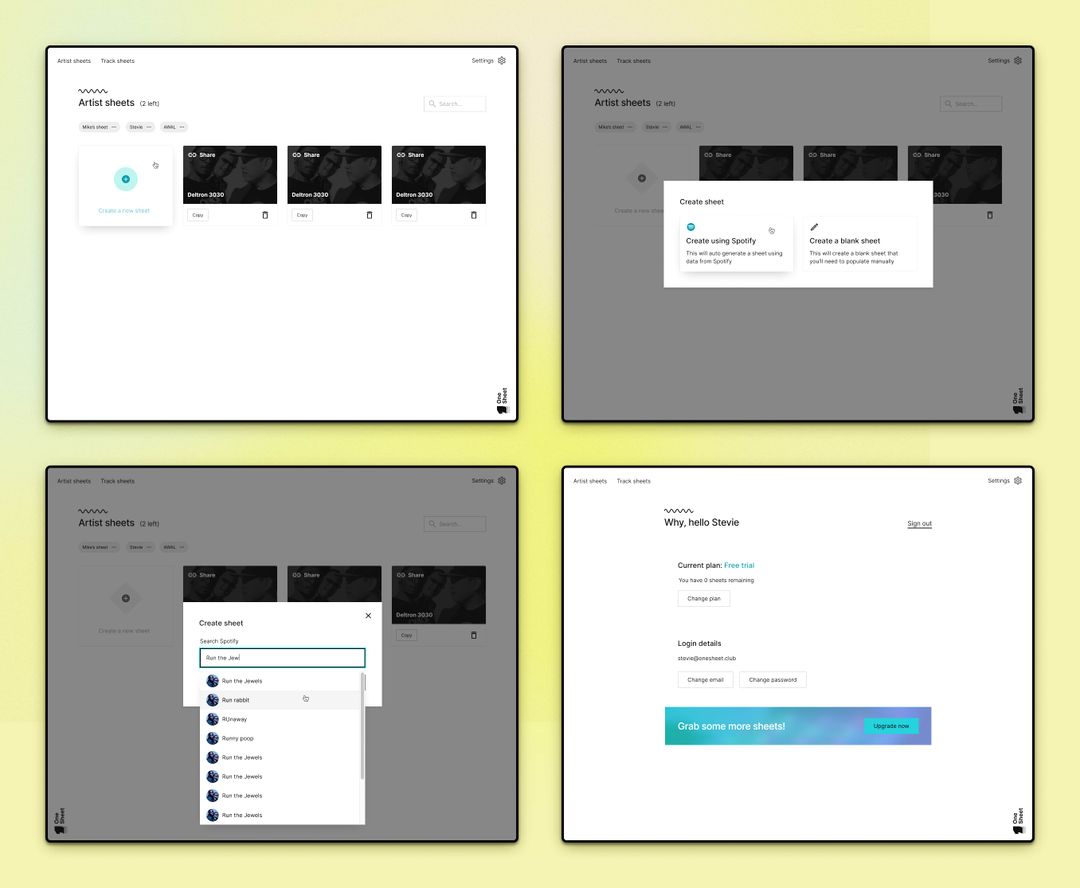 Artist sheets Track sheets Settings
Artist sheets (2 left) Search...
Mike's sheet Stevie AWAL
Share Share Share
Deltron 3030 Deltron 3030 Deltron 3030
Create a new sheet
Copy Copy Copy
One
Sheet
Artist sheets Track sheets Settings
Artist sheets (2 left) Search...
Mike's sheet Stevie AWAL
Share Share Share
Create a new sheet
Create sheet
Create using Spotify
This will auto generate a sheet using
data from Spotify
Create a blank sheet
This will create a blank sheet that
you'll need to populate manually
One
Sheet
Artist sheets Track sheets Settings
Artist sheets (2 left) Search...
Mike's sheet Stevie AWAL
Share Share Share
Deltron 3030
Create a new sheet
Copy
Create sheet
Search Spotify
Run the Jew
Run the Jewels
Run rabbit
RUnaway
Runny poop
Run the Jewels
Run the Jewels
Run the Jewels
Run the Jewels
One
Sheet
Artist sheets Track sheets Settings
Why, hello Stevie Sign out
Current plan: Free trial
You have 0 sheets remaining
Change plan
Login details
stevie@onesheet.club
Change email Change password
Grab some more sheets! Upgrade now
One
Sheet